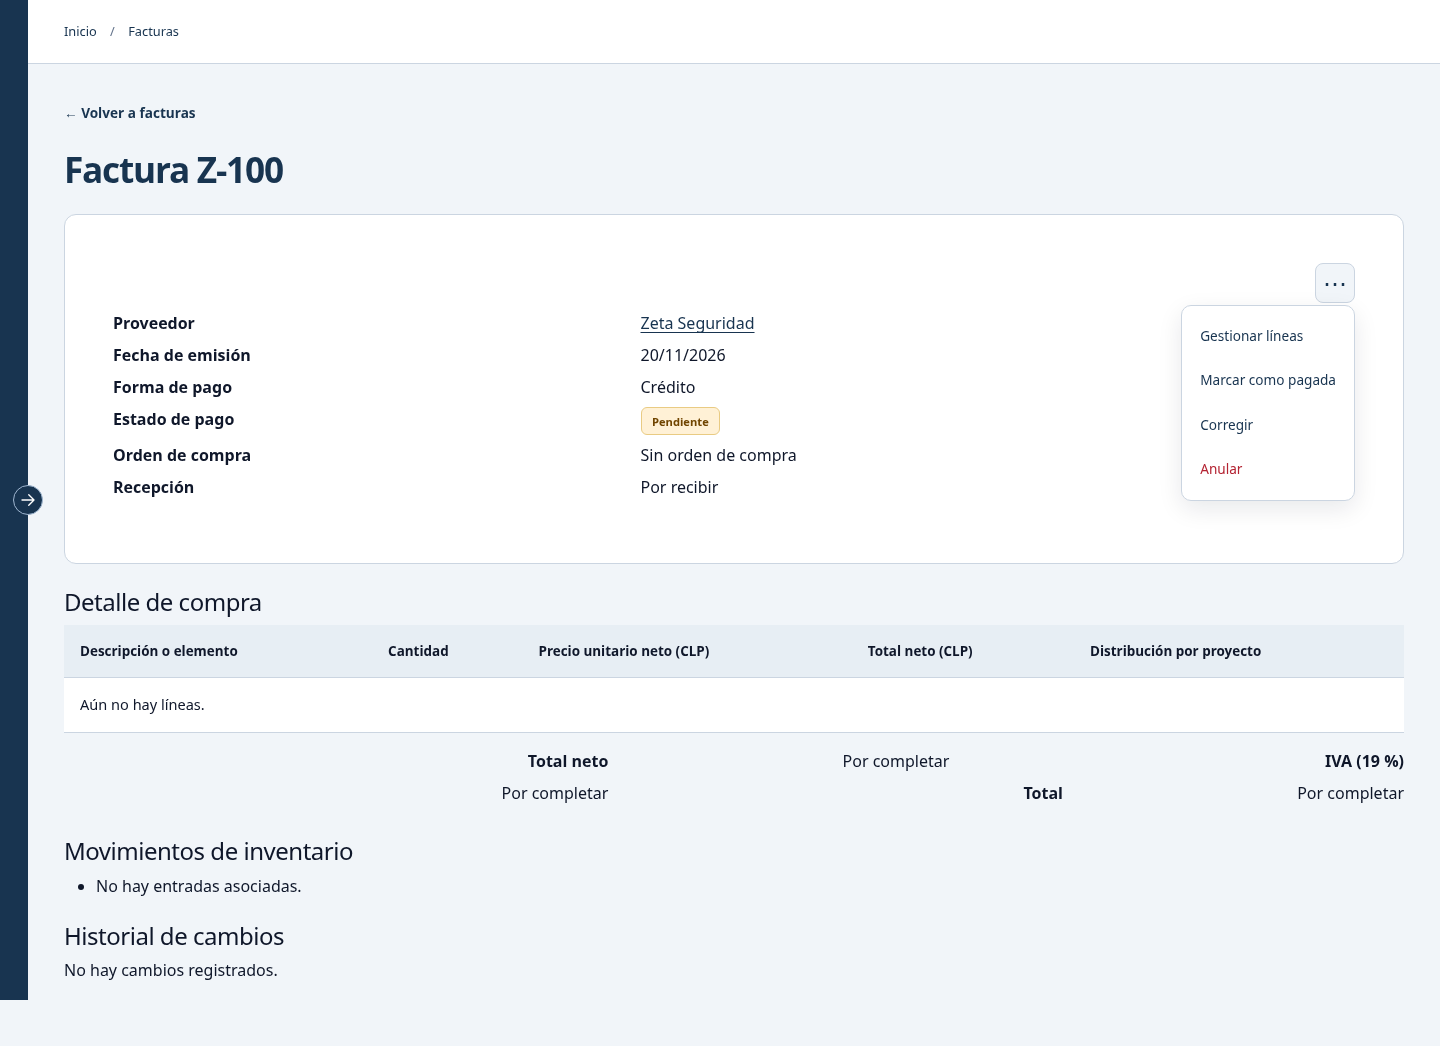 Inicio / Facturas
← Volver a facturas
Factura Z-100
⋯
Proveedor Zeta Seguridad
Fecha de emisión 20/11/2026
Forma de pago Crédito
Estado de pago Pendiente
Orden de compra Sin orden de compra
Recepción Por recibir
Gestionar líneas
Marcar como pagada
Corregir
Anular
Detalle de compra
Descripción o elemento Cantidad Precio unitario neto (CLP) Total neto (CLP) Distribución por proyecto
Aún no hay líneas.
Total neto Por completar IVA (19 %)
Por completar Total Por completar
Movimientos de inventario
• No hay entradas asociadas.
Historial de cambios
No hay cambios registrados.